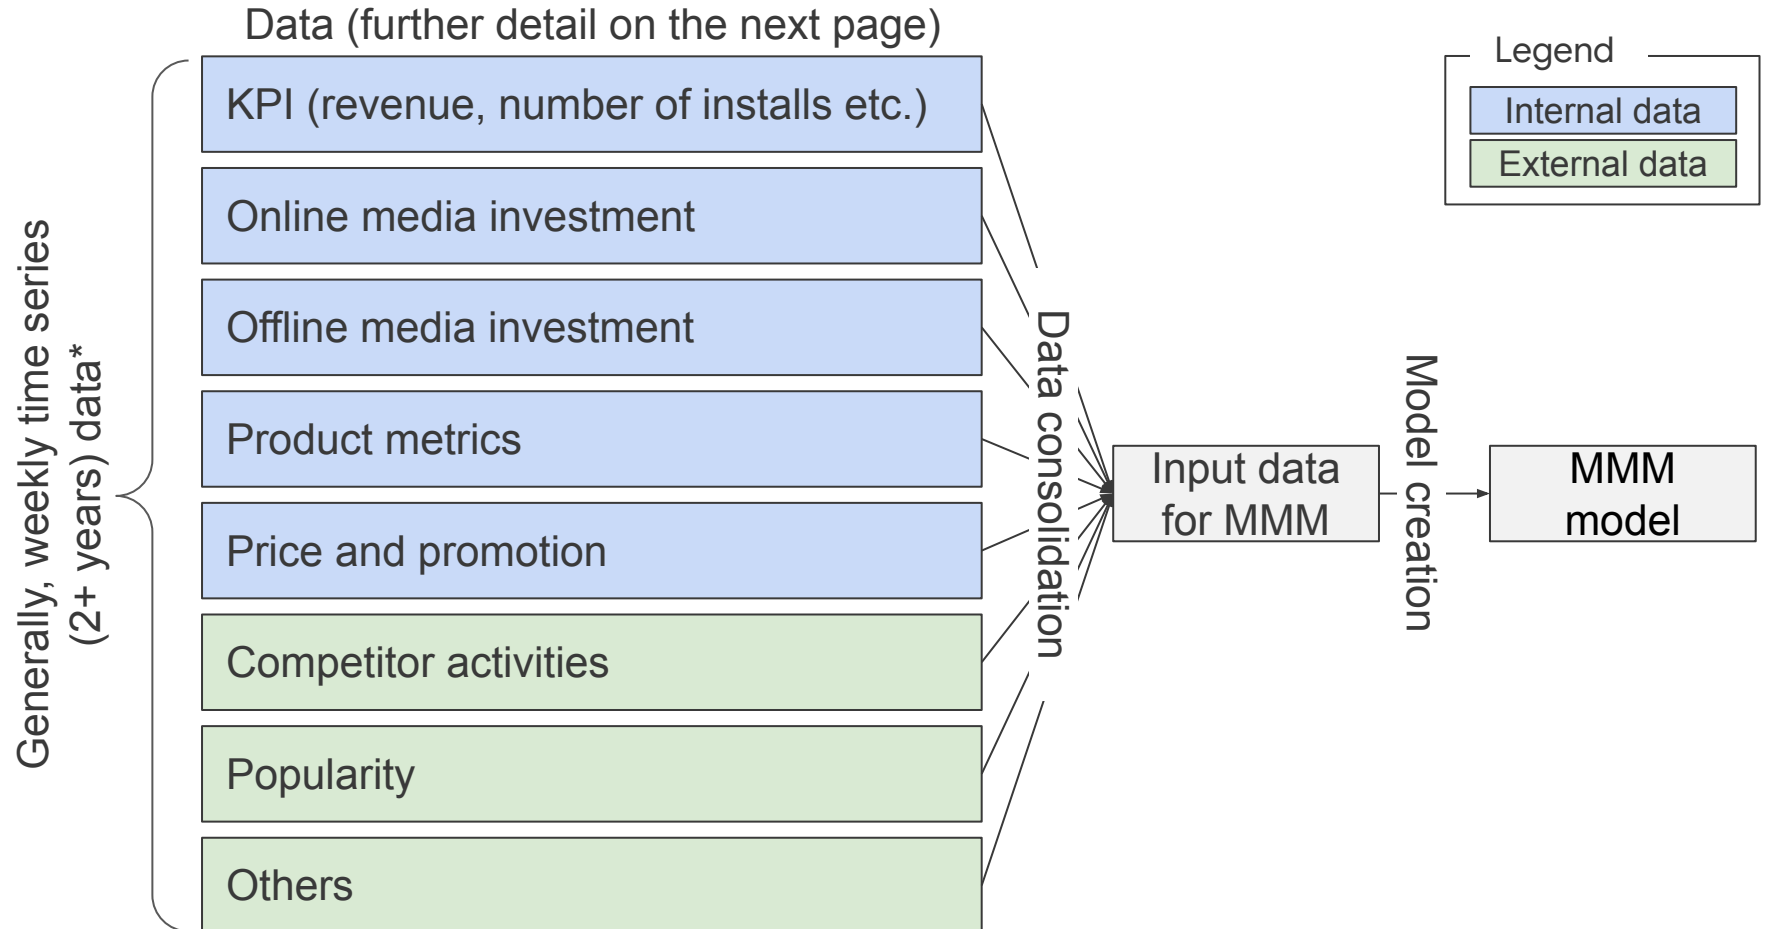 Data (further detail on the next page)
Legend
Internal data
External data
Generally, weekly time series
(2+ years) data*
KPI (revenue, number of installs etc.)
Online media investment
Offline media investment
Product metrics
Price and promotion
Competitor activities
Popularity
Others
Data consolidation
Input data
for MMM
Model creation
MMM
model